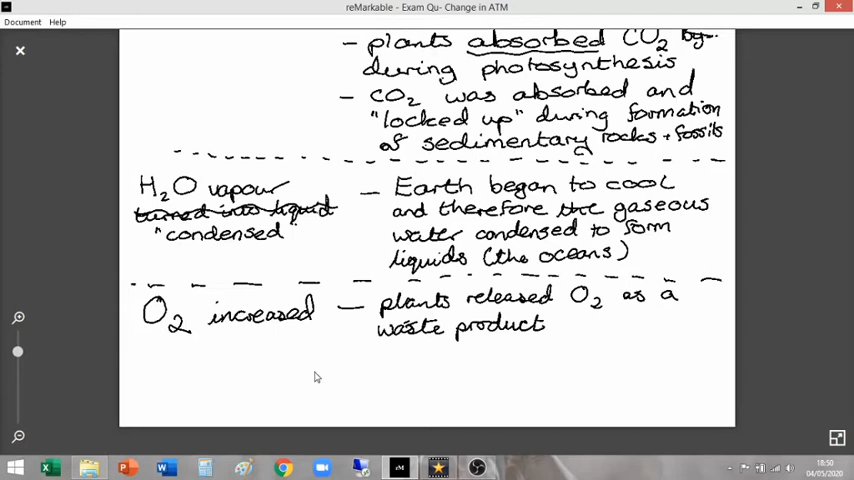 reMarkable - Exam Qu- Change in ATM
Document Help
- plants absorbed CO2 by
during photosynthesis
- CO2 was absorbed and
"locked up" during formation
of sedimentary rocks + fossils
H2O vapour
turned into liquid
"condensed"
- Earth began to cool
and therefore the gaseous
water condensed to form
liquids (the oceans)
O2 increased
- plants released O2 as a
waste product
18:50
04/05/2020